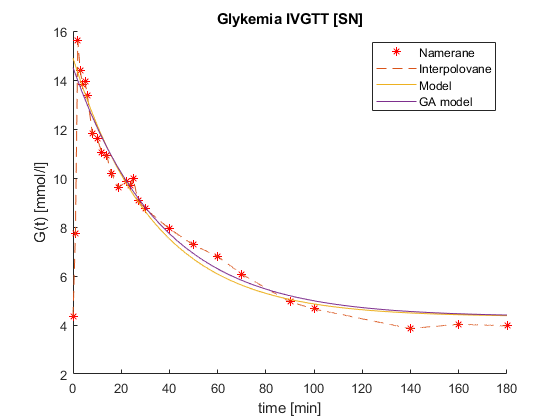 Glykemia IVGTT [SN]
G(t) [mmol/l]
16
14
12
10
8
6
4
2
Namerane
Interpolovane
Model
GA model
0 20 40 60 80 100 120 140 160 180
time [min]